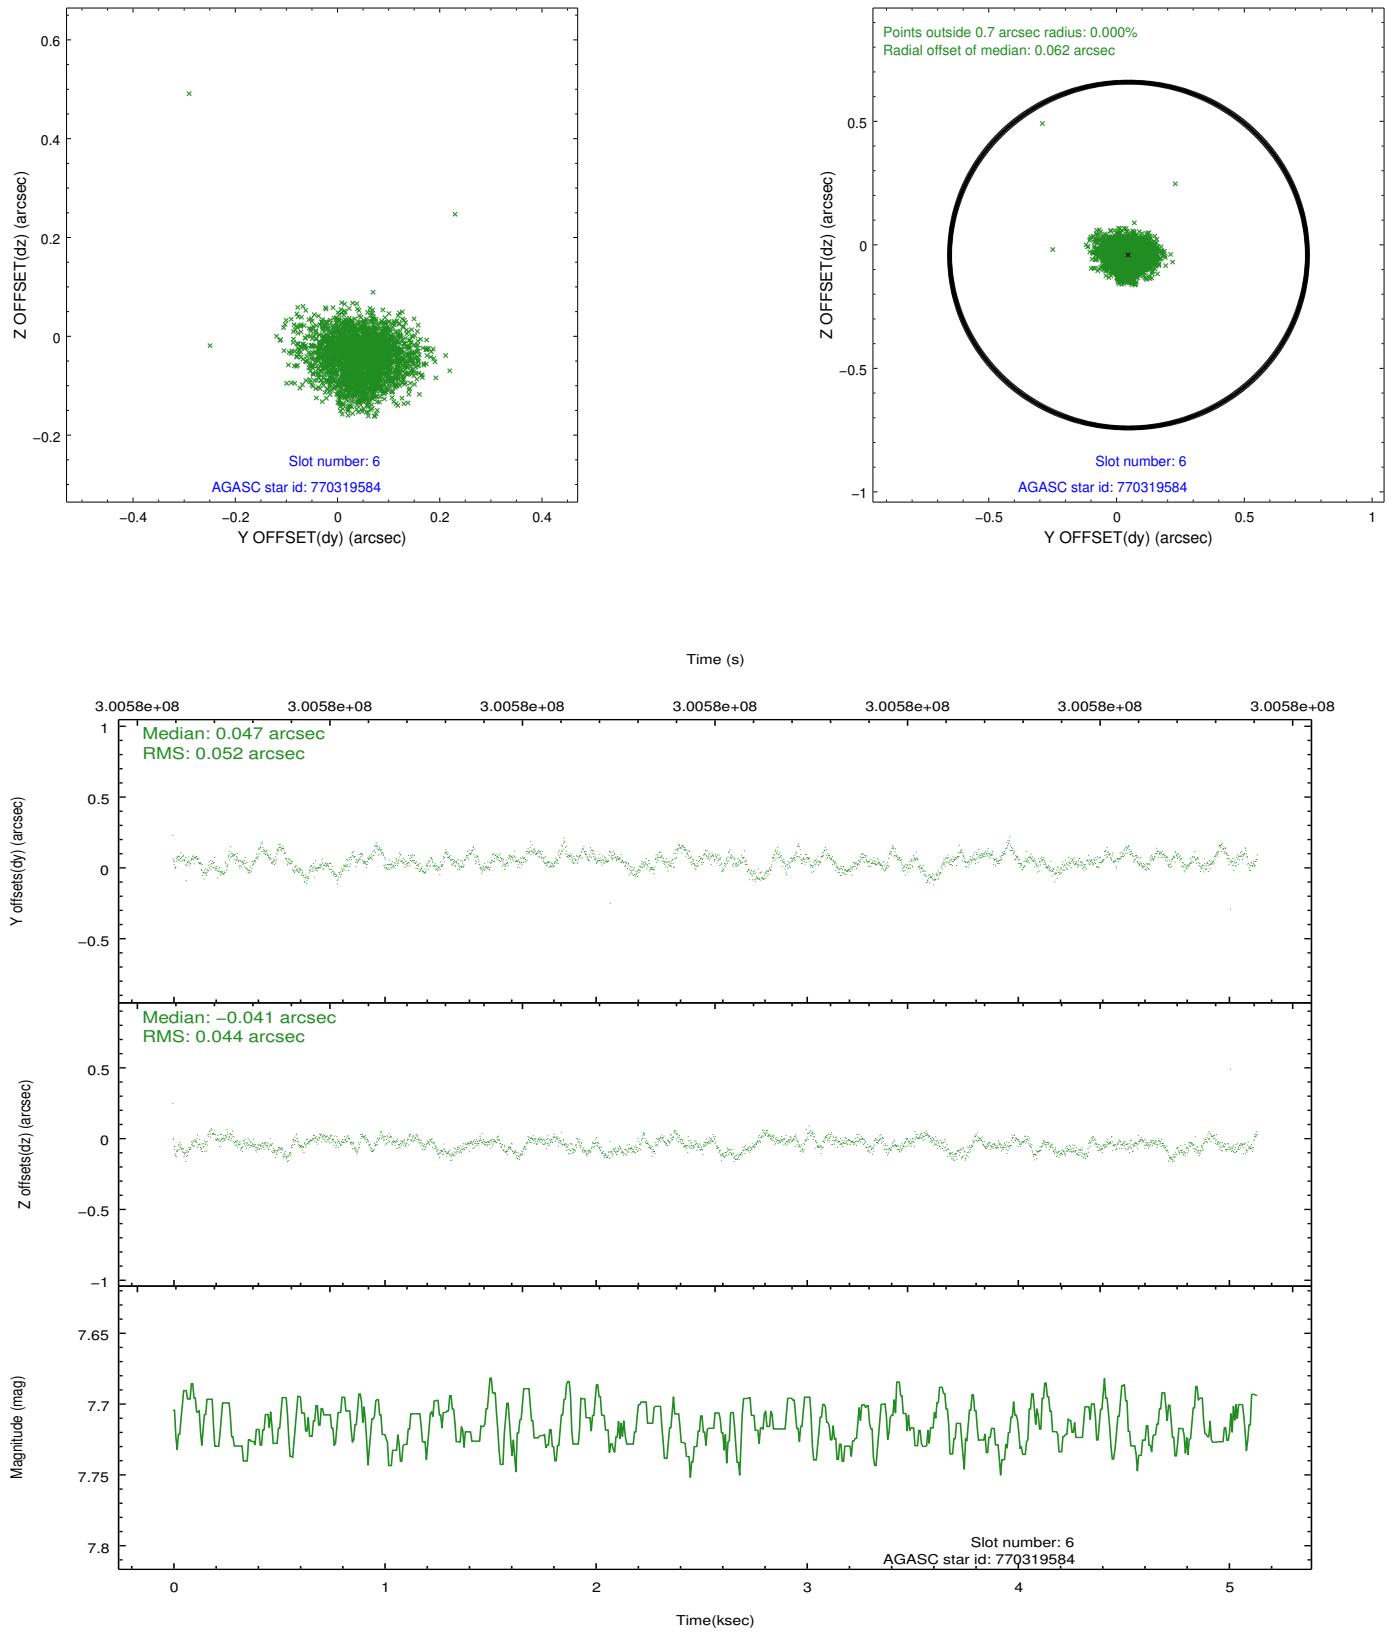 0.6
0.4
0.2
0
−0.2
Z OFFSET(dz) (arcsec)
Slot number: 6
AGASC star id: 770319584
−0.4
−0.2
0
0.2
0.4
Y OFFSET(dy) (arcsec)
Points outside 0.7 arcsec radius: 0.000%
Radial offset of median: 0.062 arcsec
0.5
0
−0.5
−1
Z OFFSET(dz) (arcsec)
Slot number: 6
AGASC star id: 770319584
−0.5
0
0.5
1
Y OFFSET(dy) (arcsec)
Time (s)
3.0058e+08
3.0058e+08
3.0058e+08
3.0058e+08
3.0058e+08
3.0058e+08
3.0058e+08
Median: 0.047 arcsec
RMS: 0.052 arcsec
1
0.5
0
−0.5
Y offsets(dy) (arcsec)
Median: −0.041 arcsec
RMS: 0.044 arcsec
0.5
0
−0.5
−1
Z offsets(dz) (arcsec)
7.65
7.7
7.75
7.8
Magnitude (mag)
Slot number: 6
AGASC star id: 770319584
0
1
2
3
4
5
Time(ksec)